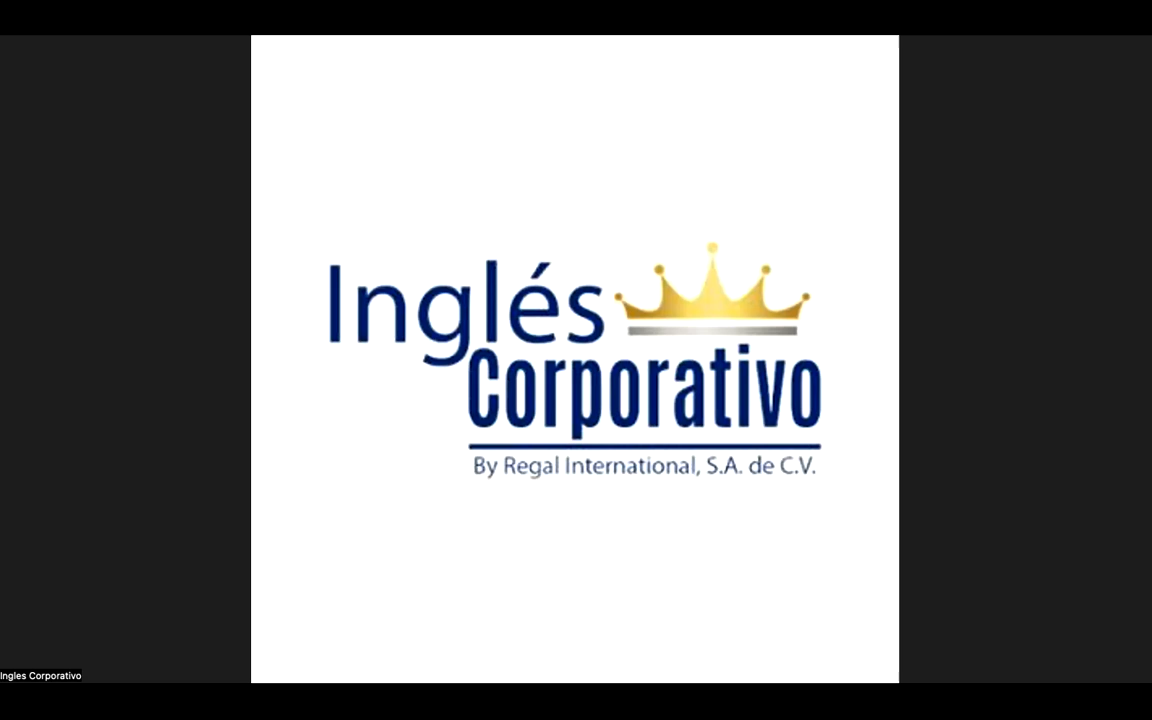 Inglés
Corporativo
By Regal International, S.A. de C.V.
Ingles Corporativo